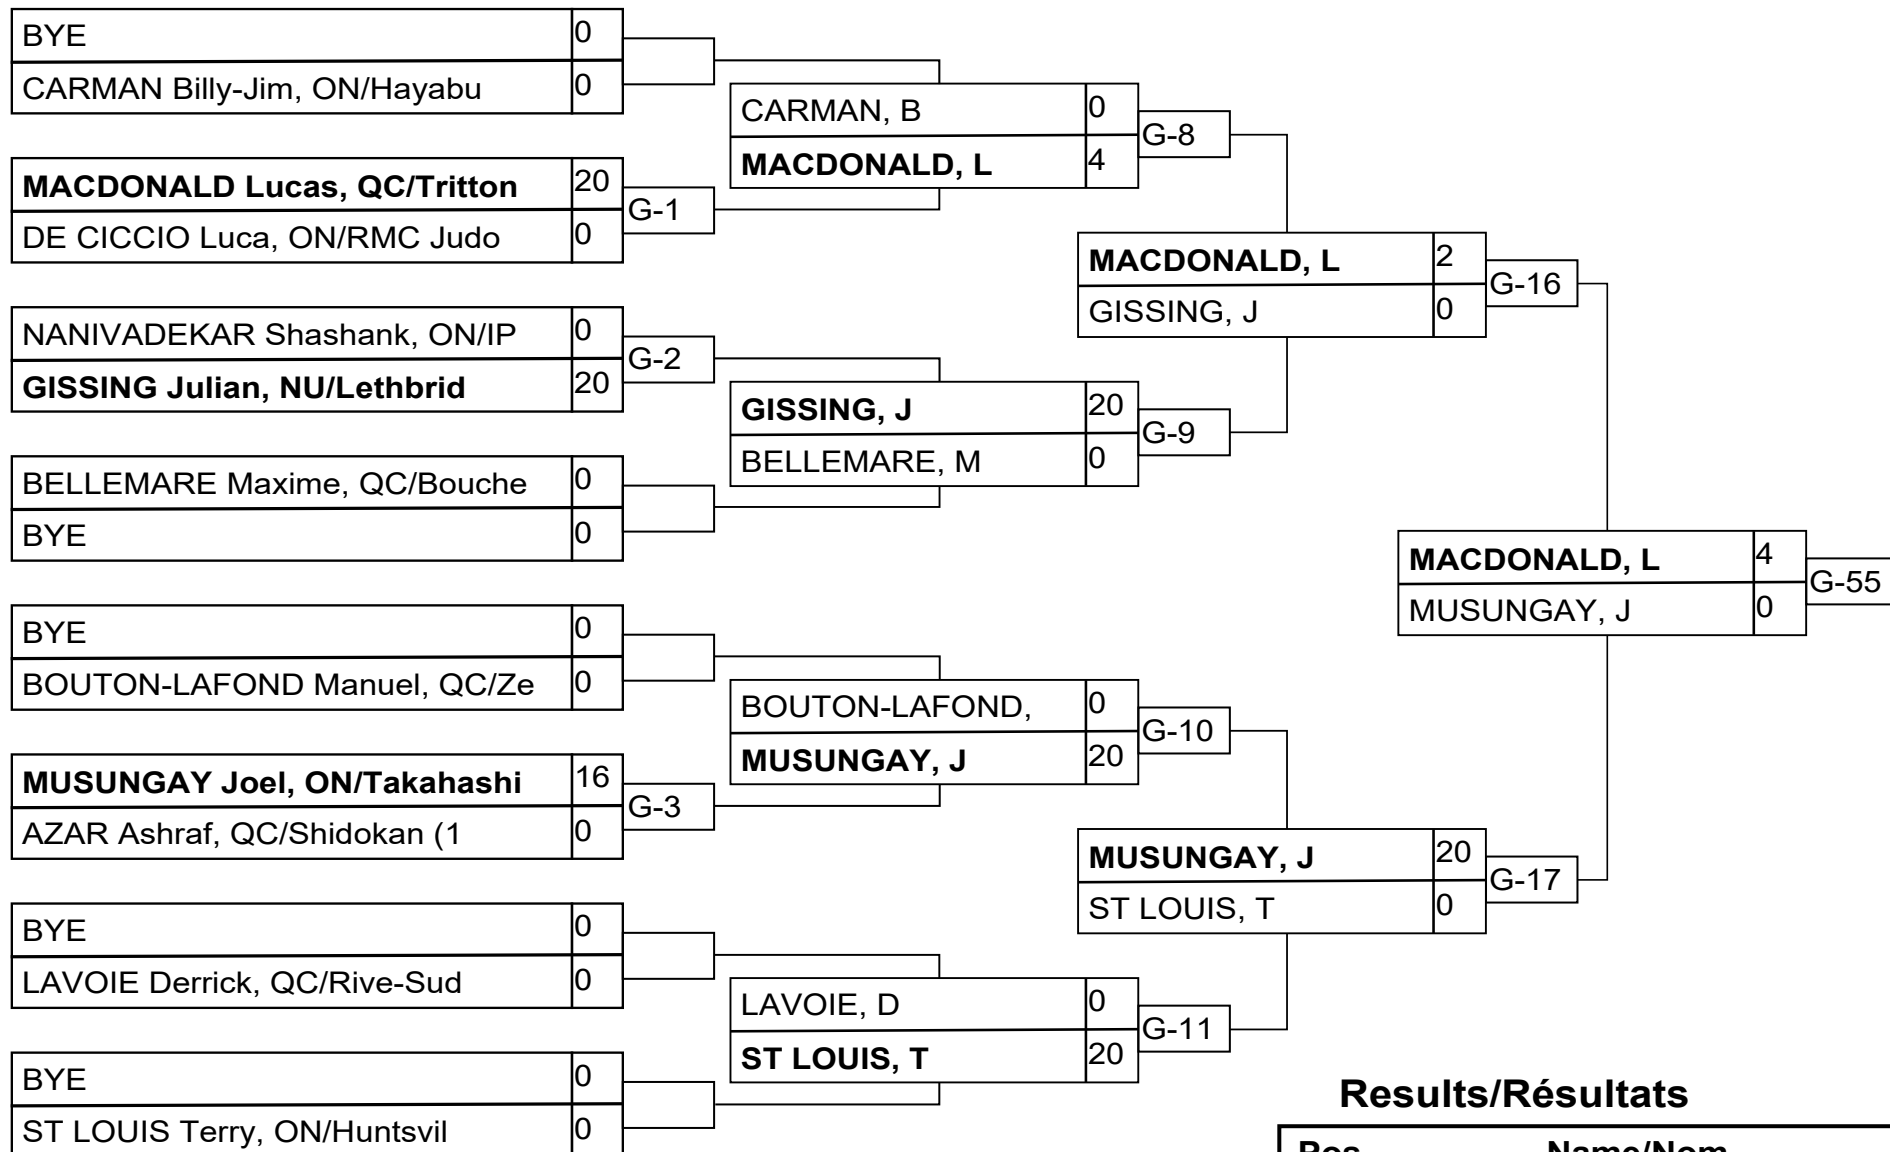 BYE 0
CARMAN Billy-Jim, ON/Hayabu 0
MACDONALD Lucas, QC/Tritton 20
G-1
DE CICCIO Luca, ON/RMC Judo 0
NANIVADEKAR Shashank, ON/IP 0
G-2
GISSING Julian, NU/Lethbrid 20
BELLEMARE Maxime, QC/Bouche 0
BYE 0
BYE 0
BOUTON-LAFOND Manuel, QC/Ze 0
MUSUNGAY Joel, ON/Takahashi 16
G-3
AZAR Ashraf, QC/Shidokan (1 0
BYE 0
LAVOIE Derrick, QC/Rive-Sud 0
BYE 0
ST LOUIS Terry, ON/Huntsvil 0
CARMAN, B 0
G-8
MACDONALD, L 4
GISSING, J 20
G-9
BELLEMARE, M 0
BOUTON-LAFOND, 0
G-10
MUSUNGAY, J 20
LAVOIE, D 0
G-11
ST LOUIS, T 20
MACDONALD, L 2
G-16
GISSING, J 0
MUSUNGAY, J 20
G-17
ST LOUIS, T 0
MACDONALD, L 4
G-55
MUSUNGAY, J 0
Results/Résultats
Pos Name/Nom